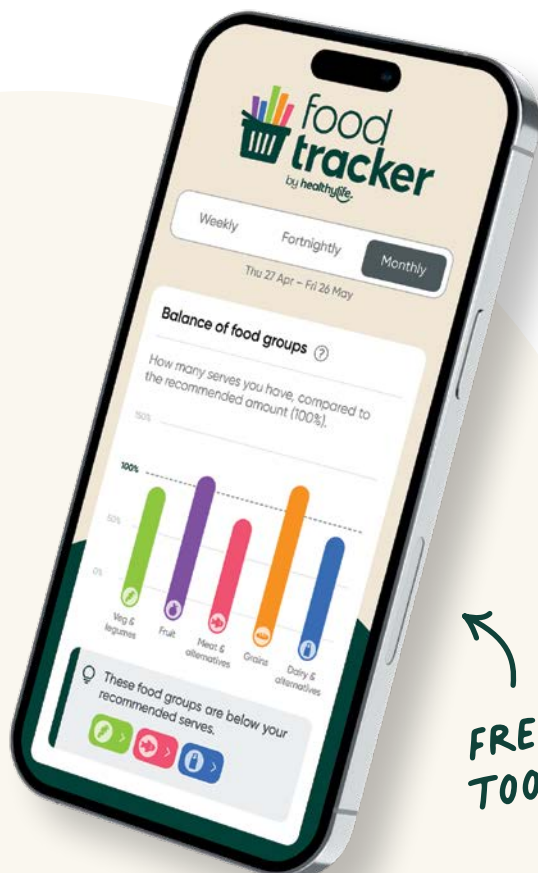 food
tracker
by healthylife.
Weekly Fortnightly Monthly
Thu 27 Apr – Fri 26 May
Balance of food groups ?
How many serves you have, compared to
the recommended amount (100%).
150%
100%
50%
0%
Veg &
legumes
Fruit
Meat &
alternatives
Grains
Dairy &
alternatives
These food groups are below your
recommended serves.
FRE
TOO